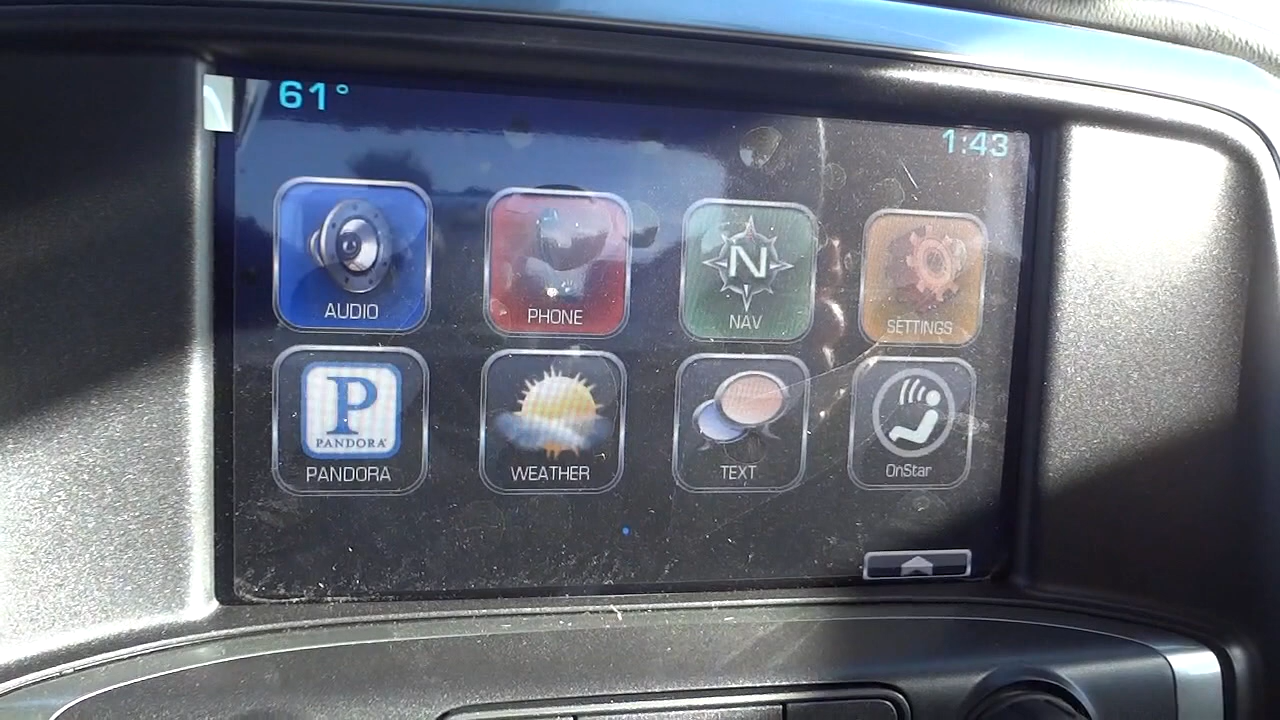 61°
1:43
AUDIO
PHONE
N
NAV
SETTINGS
P
PANDORA
PANDORA
WEATHER
TEXT
OnStar